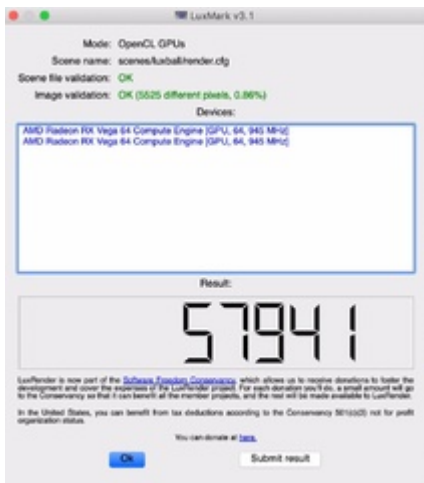 LuxMark v3.1
Mode: OpenCL GPUs
Scene name: scenes/luxball/render.cfg
Scene file validation: OK
Image validation: OK (5525 different pixels, 0.86%)
Devices:
AMD Radeon RX Vega 64 Compute Engine [GPU, 64, 945 MHz]
AMD Radeon RX Vega 64 Compute Engine [GPU, 64, 945 MHz]
Result:
57941
LuxRender is now part of the Software Freedom Conservancy, which allows us to receive donations to foster the
development and cover the expenses of the LuxRender project. For each donation you'll do, a small amount will go
to the Conservancy so that it can benefit all the member projects, and the rest will be made available to LuxRender.
In the United States, you can benefit from tax deductions according to the Conservancy 501(c)(3) not for profit
organization status.
You can donate at here.
Ok
Submit result